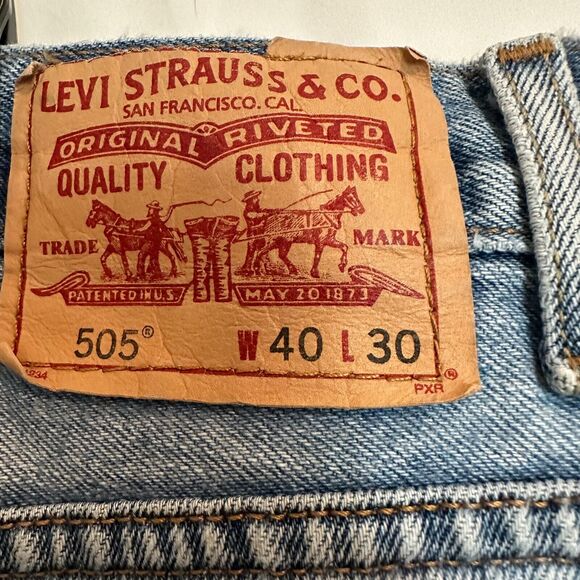 LEVI STRAUSS & CO.
SAN FRANCISCO. CAL.
ORIGINAL RIVETED
QUALITY CLOTHING
TRADE MARK
PATENTED IN U.S. MAY 20 1873
505® W 40 L 30
PXR ®